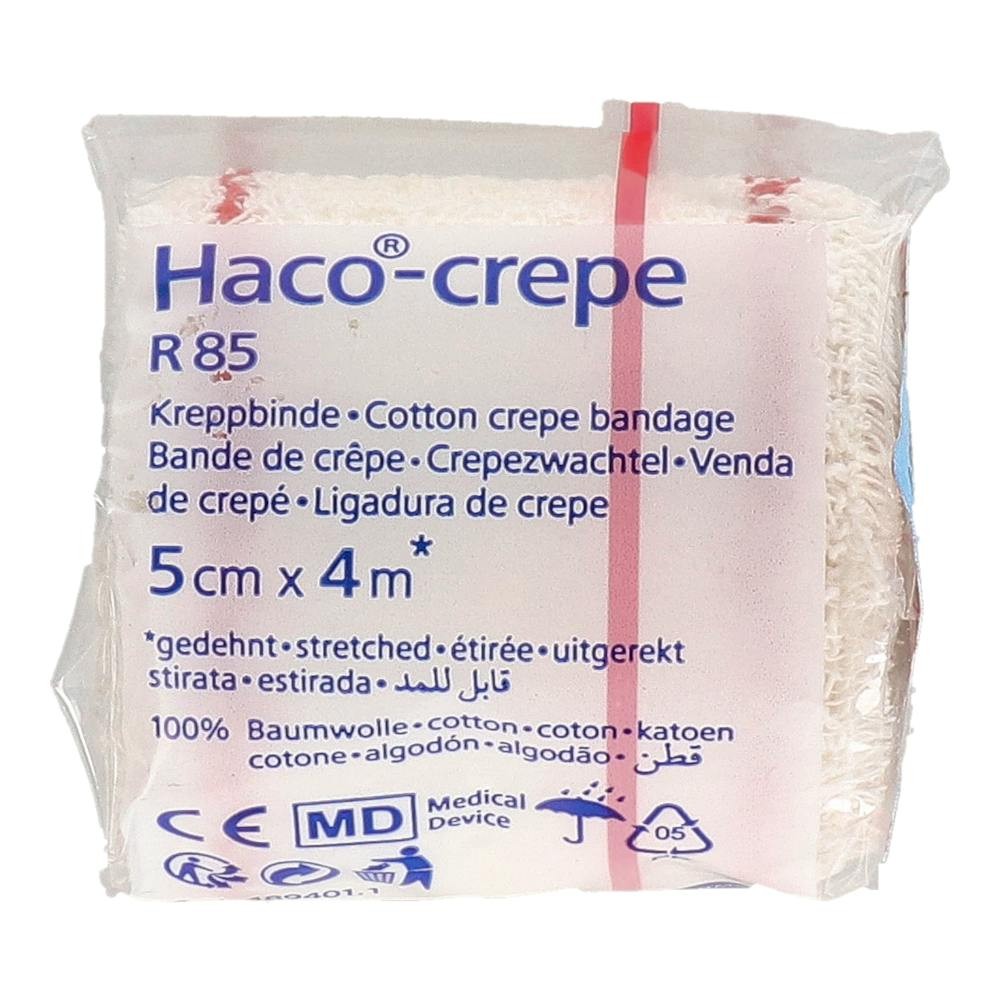 Haco®-crepe
R 85
Kreppbinde • Cotton crepe bandage
Bande de crêpe • Crepezwachtel • Venda
de crepé • Ligadura de crepe
5 cm x 4 m*
*gedehnt • stretched • étirée • uitgerekt
stirata • estirada • قابل للمد
100% Baumwolle • cotton • coton • katoen
cotone • algodón • algodão • قطن
CE MD Medical
Device
05